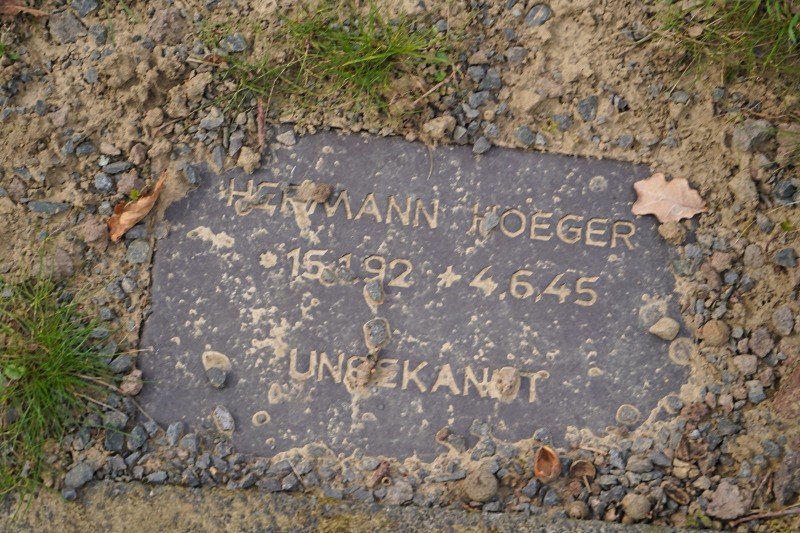 HERMANN HOEGER
* 15.1.92 + 4.6.45
UNBEKANNT